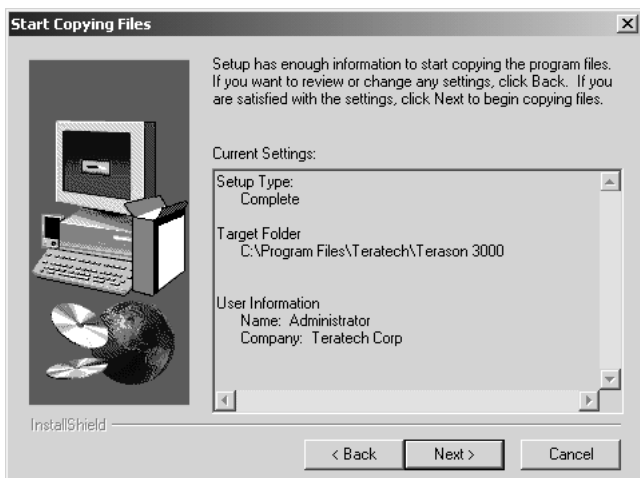 Start Copying Files
Setup has enough information to start copying the program files.
If you want to review or change any settings, click Back. If you
are satisfied with the settings, click Next to begin copying files.
Current Settings:
Setup Type:
Complete
Target Folder
C:\Program Files\Teratech\Terason 3000
User Information
Name: Administrator
Company: Teratech Corp
InstallShield
< Back
Next >
Cancel